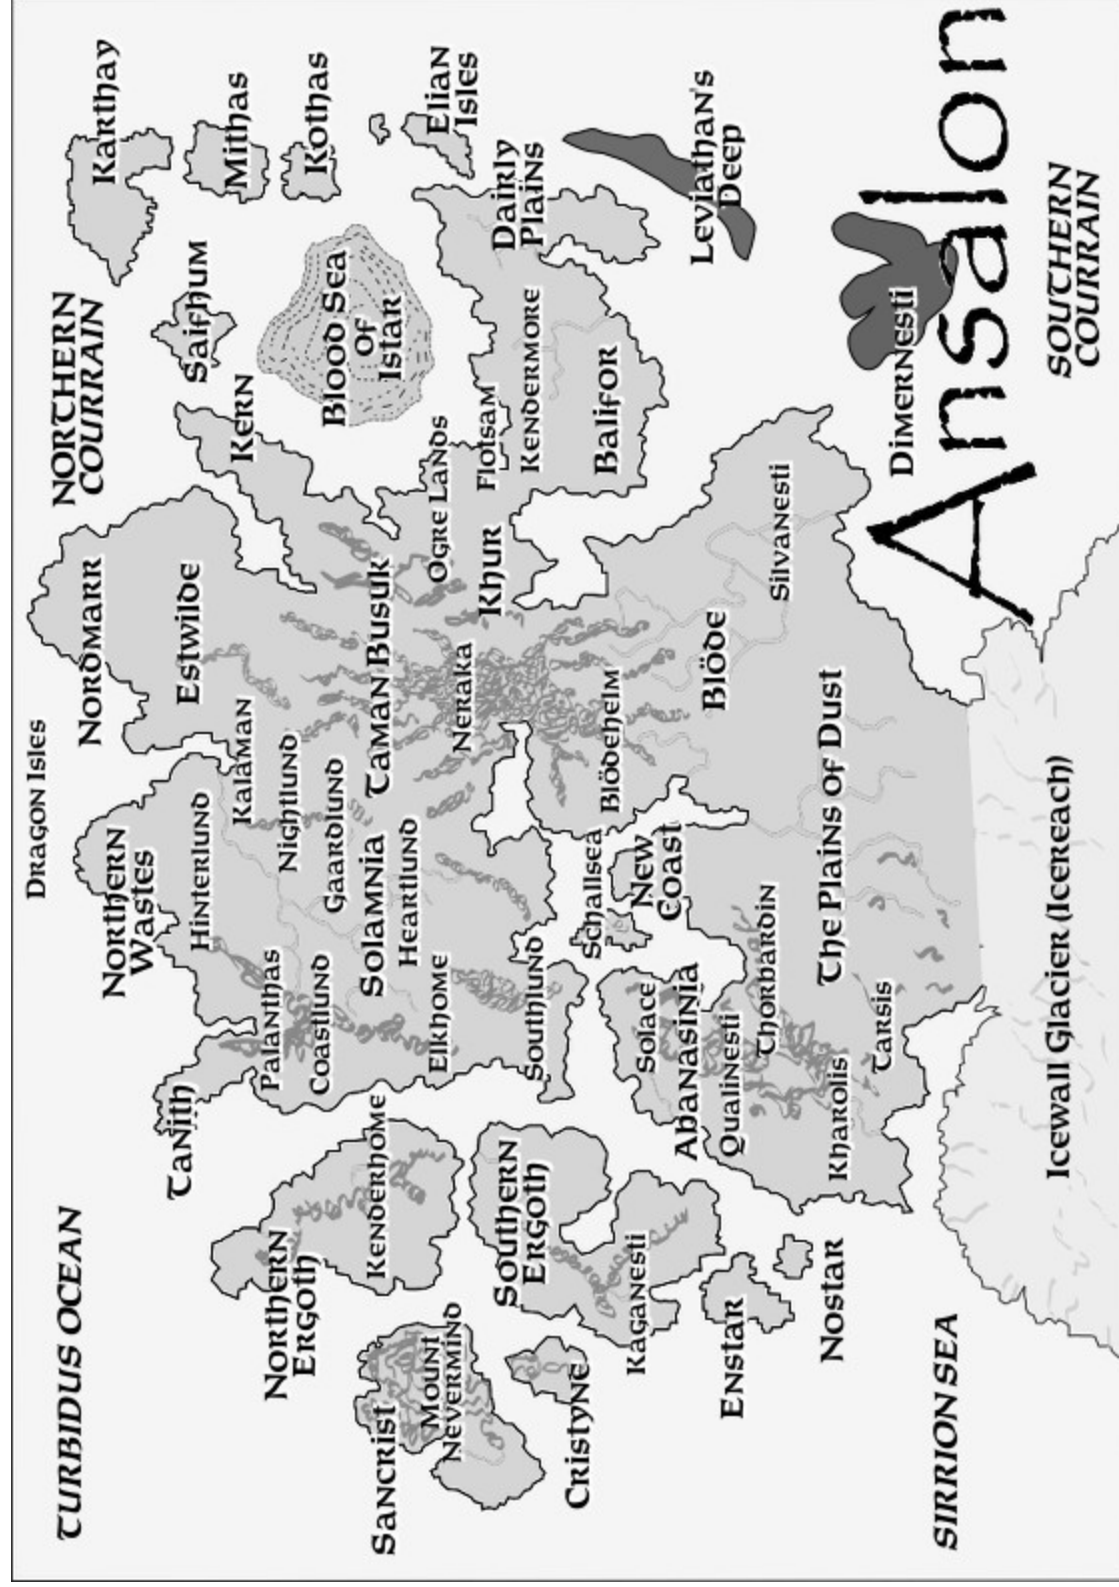 TURBIDUS OCEAN
Dragon Isles
NORTHERN
COURRAIN
Nordmarr
Northern
Wastes
Karthay
Tanith
Hinterlund
Estwilde
Saifhum
Mithas
Kalaman
Kern
Northern
Ergoth
Palanthas
Nightlund
Coastlund
Gaardlund
Kothas
Blood Sea
of
Istar
Sancrist
Kenderhome
Solamnia
Taman Busuk
Mount
Nevermind
Elkhome
Heartlund
Neraka
Ogre Lands
Elian
Isles
Khur
Flotsam
Southern
Ergoth
Southlund
Kendermore
Dairly
Plains
Cristyne
Schallsea
Blödehelm
Balifor
Kaganesti
Solace
New
Coast
Abanasinia
Qualinesti
Blöde
Leviathan's
Deep
Enstar
Thorbardin
Silvanesti
Nostar
Kharolis
Tarsis
The Plains of Dust
Dimernesti
SIRRION SEA
Ansalon
Icewall Glacier (Icereach)
SOUTHERN
COURRAIN